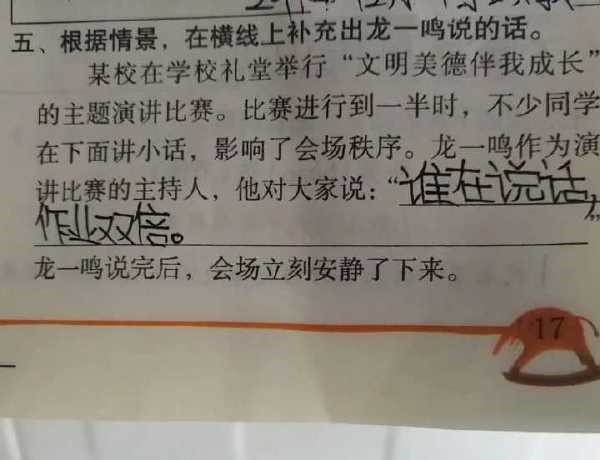 五、根据情景，在横线上补充出龙一鸣说的话。
某校在学校礼堂举行“文明美德伴我成长”
的主题演讲比赛。比赛进行到一半时，不少同学
在下面讲小话，影响了会场秩序。龙一鸣作为演
讲比赛的主持人，他对大家说：“谁在说话，
作业双倍。”
龙一鸣说完后，会场立刻安静了下来。
17